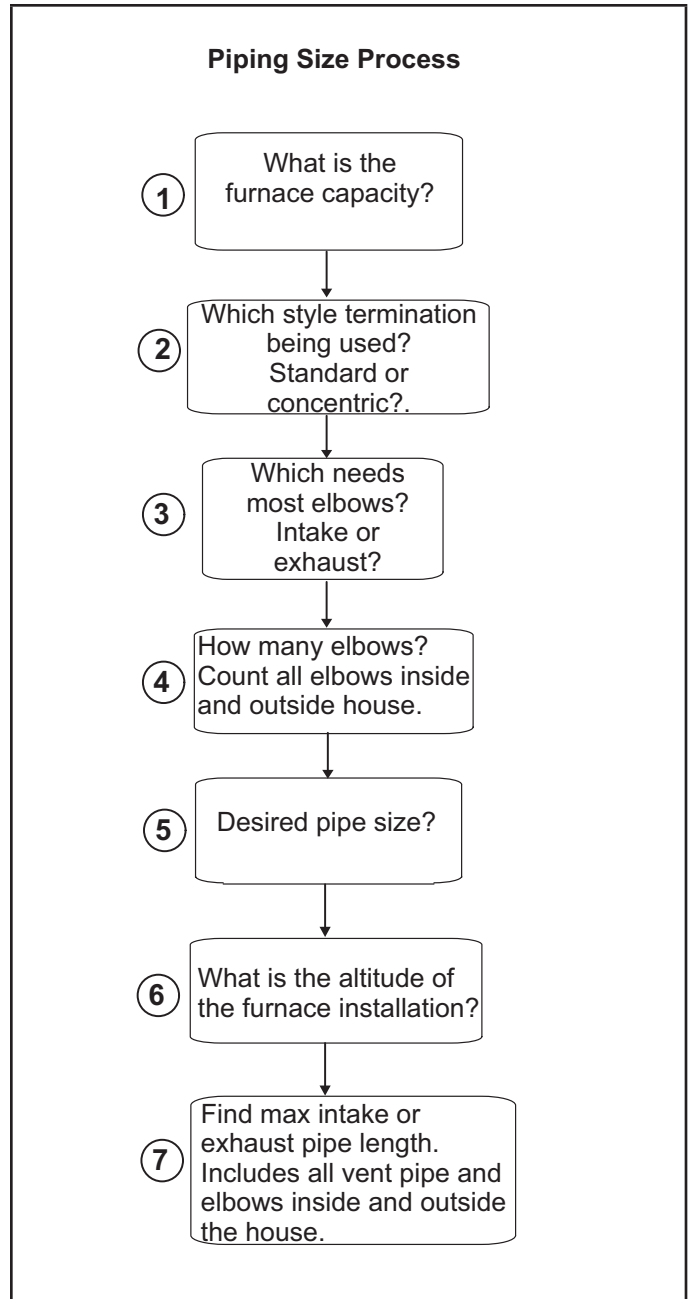 Piping Size Process
1
What is the
furnace capacity?
2
Which style termination
being used?
Standard or
concentric?.
3
Which needs
most elbows?
Intake or
exhaust?
4
How many elbows?
Count all elbows inside
and outside house.
5
Desired pipe size?
6
What is the altitude of
the furnace installation?
7
Find max intake or
exhaust pipe length.
Includes all vent pipe and
elbows inside and outside
the house.